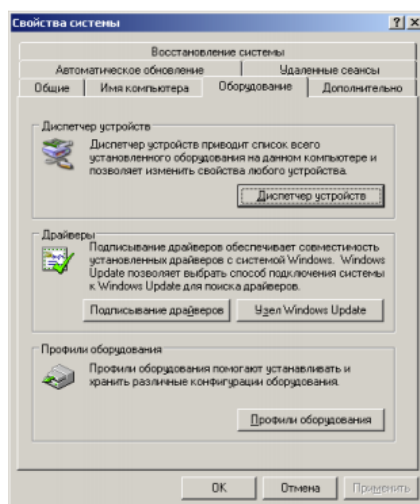 Свойства системы
Восстановление системы
Автоматическое обновление
Удаленные сеансы
Общие
Имя компьютера
Оборудование
Дополнительно
Диспетчер устройств
Диспетчер устройств приводит список всего
установленного оборудования на данном компьютере и
позволяет изменить свойства любого устройства.
Диспетчер устройств
Драйверы
Подписывание драйверов обеспечивает совместимость
установленных драйверов с системой Windows. Windows
Update позволяет выбрать способ подключения системы
к Windows Update для поиска драйверов.
Подписывание драйверов
Узел Windows Update
Профили оборудования
Профили оборудования помогают устанавливать и
хранить различные конфигурации оборудования.
Профили оборудования
OK
Отмена
Применить